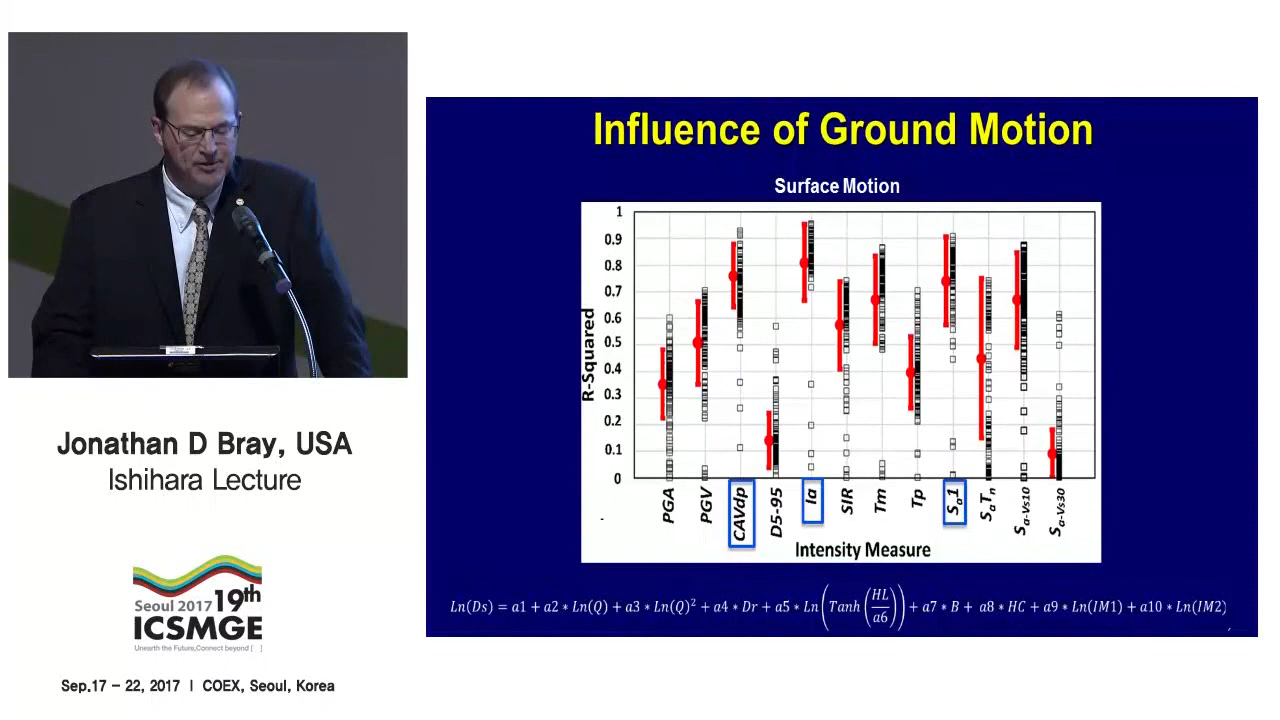 Jonathan D Bray, USA
Ishihara Lecture
Seoul 2017 19th
ICSMGE
Unearth the Future,Connect beyond [ ]
Sep.17 – 22, 2017 I COEX, Seoul, Korea
Influence of Ground Motion
Surface Motion
R-Squared
1
0.9
0.8
0.7
0.6
0.5
0.4
0.3
0.2
0.1
0
PGA
PGV
CAVdp
D5-95
Ia
SIR
Tm
Tp
Sa1
SaTn
Sa-Vs10
Sa-Vs30
Intensity Measure
Ln(Ds) = a1 + a2 * Ln(Q) + a3 * Ln(Q)² + a4 * Dr + a5 * Ln(Tanh(HL/a6)) + a7 * B + a8 * HC + a9 * Ln(IM1) + a10 * Ln(IM2)